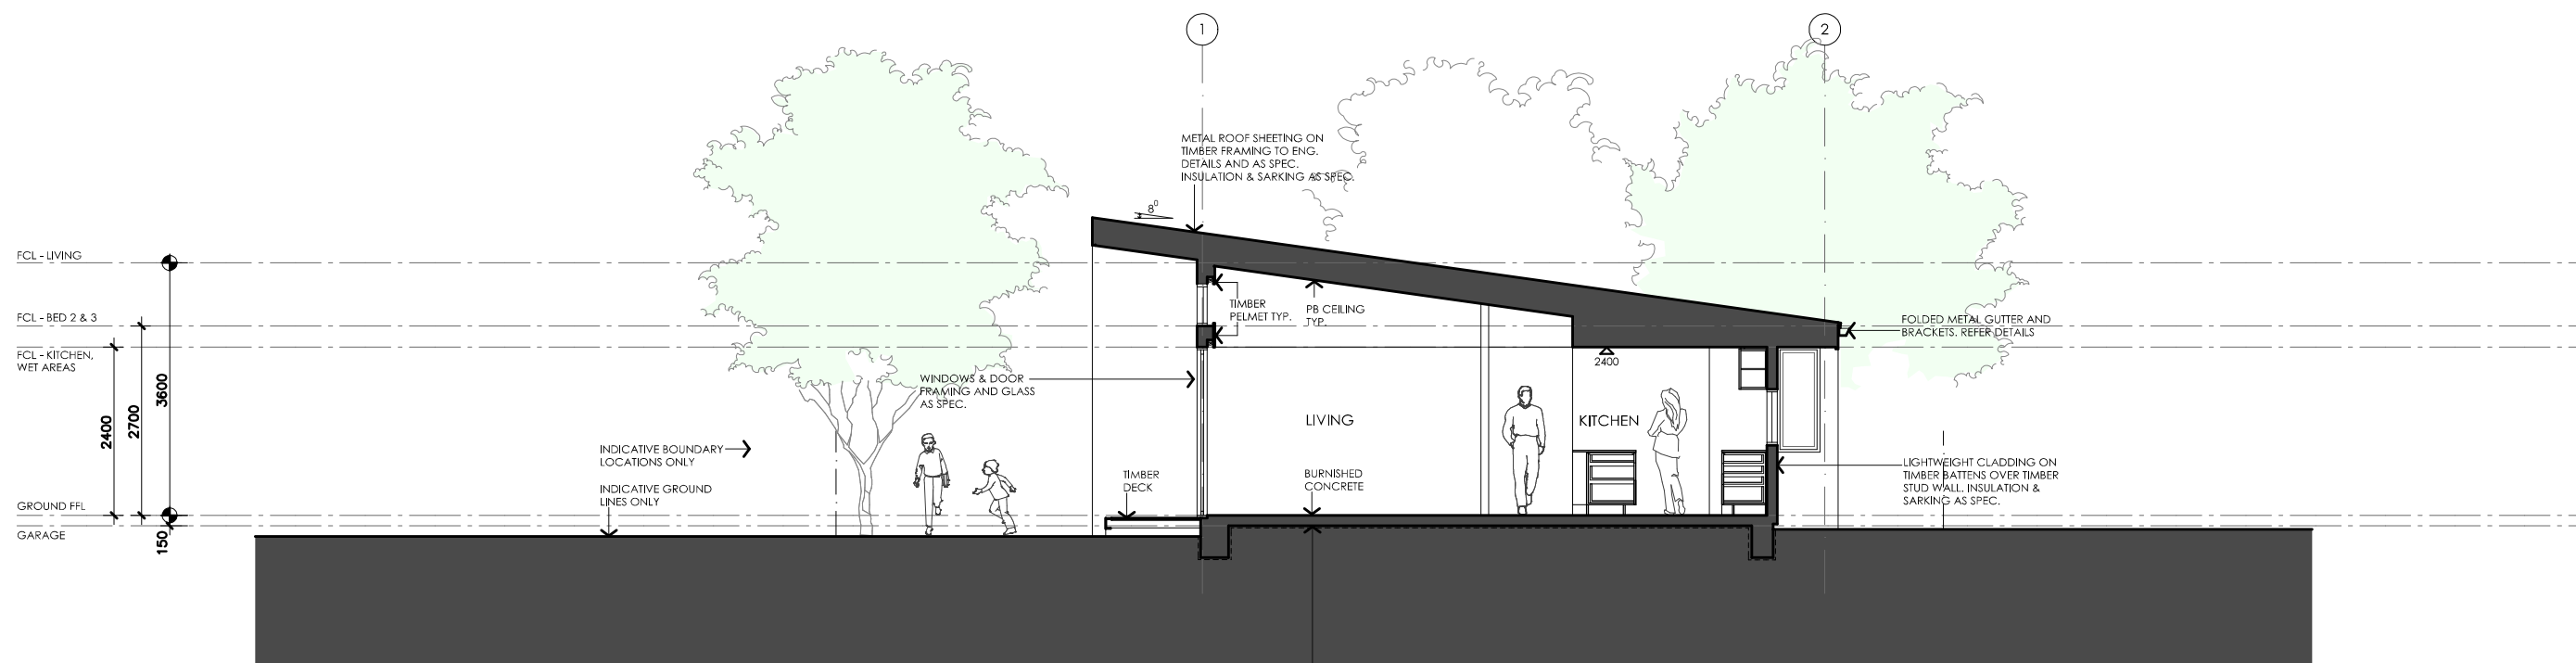 1
2
METAL ROOF SHEETING ON
TIMBER FRAMING TO ENG.
DETAILS AND AS SPEC.
INSULATION & SARKING AS SPEC.
8⁰
FCL - LIVING
FCL - BED 2 & 3
FCL - KITCHEN,
WET AREAS
GROUND FFL
GARAGE
2400
2700
3600
150
TIMBER
PELMET TYP.
PB CEILING
TYP.
FOLDED METAL GUTTER AND
BRACKETS. REFER DETAILS
2400
WINDOWS & DOOR
FRAMING AND GLASS
AS SPEC.
LIVING
KITCHEN
INDICATIVE BOUNDARY
LOCATIONS ONLY
INDICATIVE GROUND
LINES ONLY
TIMBER
DECK
BURNISHED
CONCRETE
LIGHTWEIGHT CLADDING ON
TIMBER BATTENS OVER TIMBER
STUD WALL. INSULATION &
SARKING AS SPEC.